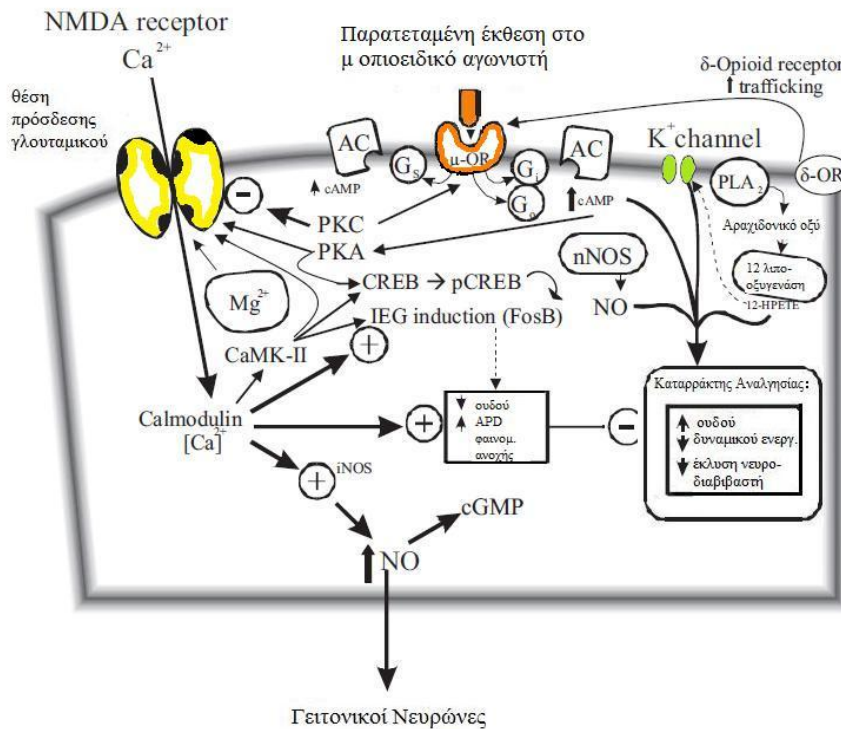 NMDA receptor
Ca2+
Παρατεταμένη έκθεση στο
μ οπιοειδικό αγωνιστή
δ-Opioid receptor
trafficking
θέση
πρόσδεσης
γλουταμικού
AC
Gs
μ-OR
Gi
Go
AC
cAMP
cAMP
K+channel
PLA2
δ-OR
Αραχιδονικό οξύ
12 λιπο-
οξυγενάση
12-HPETE
PKC
PKA
Mg2+
CREB → pCREB
IEG induction (FosB)
nNOS
NO
CaMK-II
Calmodulin
[Ca]2+
ουδού
APD
φαινομ.
ανοχής
Καταρράκτης Αναλγησίας:
ουδού
δυναμικού ενεργ.
έκλυση νευρο-
διαβιβαστή
iNOS
cGMP
NO
Γειτονικοί Νευρώνες